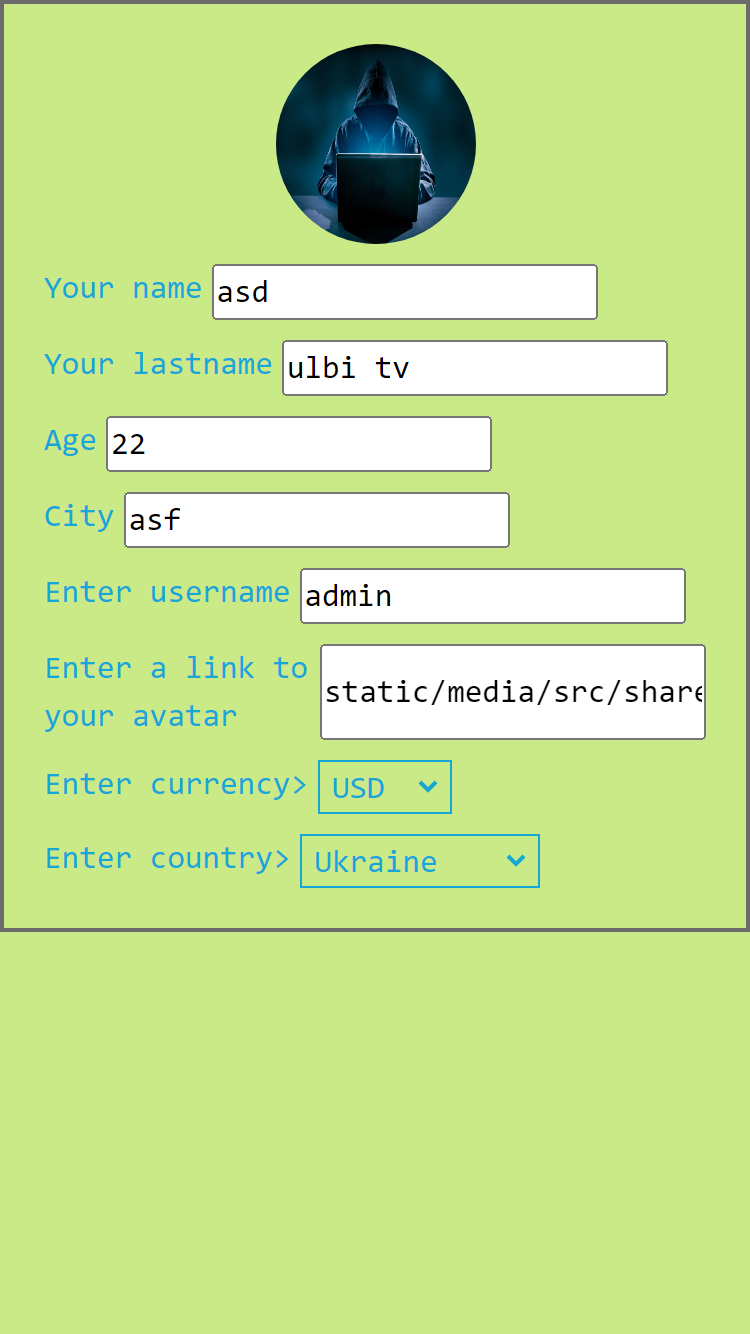 Your name asd
Your lastname ulbi tv
Age 22
City asf
Enter username admin
Enter a link to
your avatar static/media/src/share
Enter currency> USD
Enter country> Ukraine